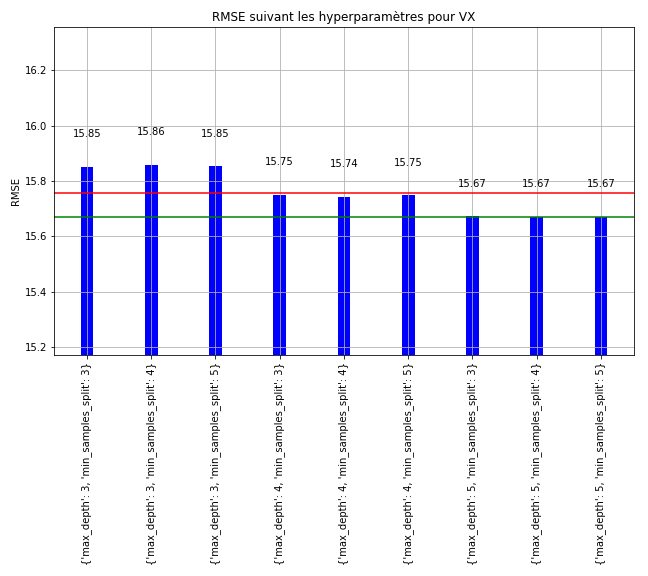 RMSE suivant les hyperparamètres pour VX
RMSE
16.2
16.0
15.8
15.6
15.4
15.2
15.85
15.86
15.85
15.75
15.74
15.75
15.67
15.67
15.67
{'max_depth': 3, 'min_samples_split': 3}
{'max_depth': 3, 'min_samples_split': 4}
{'max_depth': 3, 'min_samples_split': 5}
{'max_depth': 4, 'min_samples_split': 3}
{'max_depth': 4, 'min_samples_split': 4}
{'max_depth': 4, 'min_samples_split': 5}
{'max_depth': 5, 'min_samples_split': 3}
{'max_depth': 5, 'min_samples_split': 4}
{'max_depth': 5, 'min_samples_split': 5}